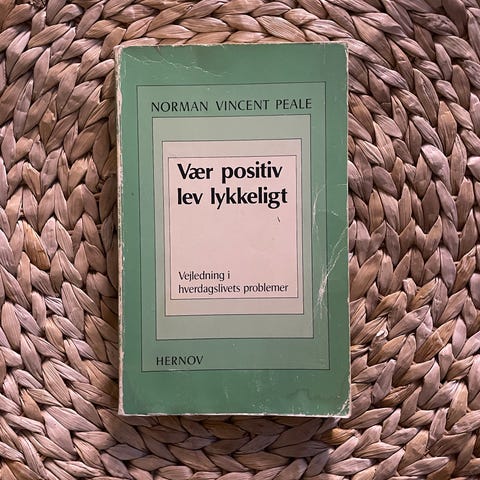 NORMAN VINCENT PEALE
Vær positiv
lev lykkeligt
Vejledning i
hverdagslivets problemer
HERNOV